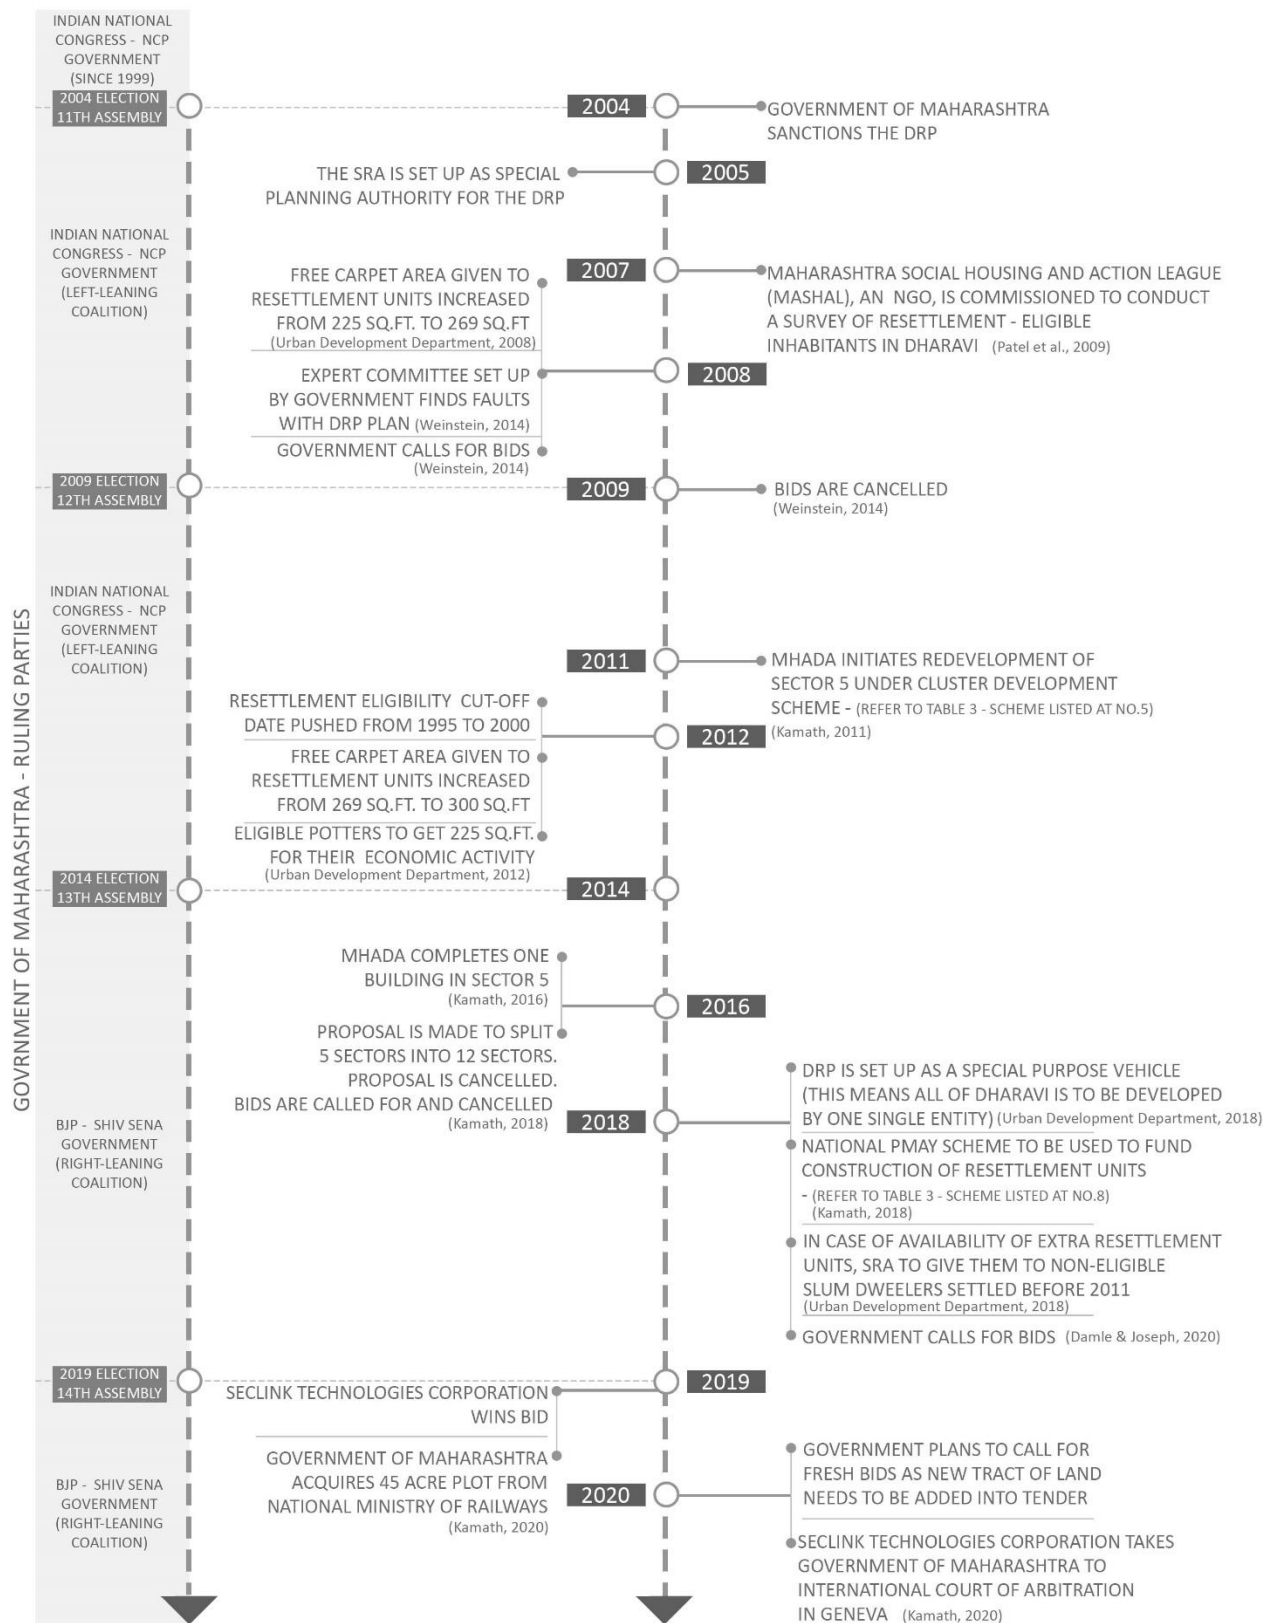 GOVRNMENT OF MAHARASHTRA - RULING PARTIES
INDIAN NATIONAL
CONGRESS - NCP
GOVERNMENT
(SINCE 1999)
2004 ELECTION
11TH ASSEMBLY
INDIAN NATIONAL
CONGRESS - NCP
GOVERNMENT
(LEFT-LEANING
COALITION)
2009 ELECTION
12TH ASSEMBLY
INDIAN NATIONAL
CONGRESS - NCP
GOVERNMENT
(LEFT-LEANING
COALITION)
2014 ELECTION
13TH ASSEMBLY
BJP - SHIV SENA
GOVERNMENT
(RIGHT-LEANING
COALITION)
2019 ELECTION
14TH ASSEMBLY
BJP - SHIV SENA
GOVERNMENT
(RIGHT-LEANING
COALITION)
2004
GOVERNMENT OF MAHARASHTRA
SANCTIONS THE DRP
2005
THE SRA IS SET UP AS SPECIAL
PLANNING AUTHORITY FOR THE DRP
2007
MAHARASHTRA SOCIAL HOUSING AND ACTION LEAGUE
(MASHAL), AN NGO, IS COMMISSIONED TO CONDUCT
A SURVEY OF RESETTLEMENT - ELIGIBLE
INHABITANTS IN DHARAVI (Patel et al., 2009)
2008
FREE CARPET AREA GIVEN TO
RESETTLEMENT UNITS INCREASED
FROM 225 SQ.FT. TO 269 SQ.FT
(Urban Development Department, 2008)
EXPERT COMMITTEE SET UP
BY GOVERNMENT FINDS FAULTS
WITH DRP PLAN (Weinstein, 2014)
GOVERNMENT CALLS FOR BIDS
(Weinstein, 2014)
2009
BIDS ARE CANCELLED
(Weinstein, 2014)
2011
MHADA INITIATES REDEVELOPMENT OF
SECTOR 5 UNDER CLUSTER DEVELOPMENT
SCHEME - (REFER TO TABLE 3 - SCHEME LISTED AT NO.5)
(Kamath, 2011)
2012
RESETTLEMENT ELIGIBILITY CUT-OFF
DATE PUSHED FROM 1995 TO 2000
FREE CARPET AREA GIVEN TO
RESETTLEMENT UNITS INCREASED
FROM 269 SQ.FT. TO 300 SQ.FT
ELIGIBLE POTTERS TO GET 225 SQ.FT.
FOR THEIR ECONOMIC ACTIVITY
(Urban Development Department, 2012)
2014
2016
MHADA COMPLETES ONE
BUILDING IN SECTOR 5
(Kamath, 2016)
PROPOSAL IS MADE TO SPLIT
5 SECTORS INTO 12 SECTORS.
PROPOSAL IS CANCELLED.
BIDS ARE CALLED FOR AND CANCELLED
(Kamath, 2018)
2018
DRP IS SET UP AS A SPECIAL PURPOSE VEHICLE
(THIS MEANS ALL OF DHARAVI IS TO BE DEVELOPED
BY ONE SINGLE ENTITY) (Urban Development Department, 2018)
NATIONAL PMAY SCHEME TO BE USED TO FUND
CONSTRUCTION OF RESETTLEMENT UNITS
- (REFER TO TABLE 3 - SCHEME LISTED AT NO.8)
(Kamath, 2018)
IN CASE OF AVAILABILITY OF EXTRA RESETTLEMENT
UNITS, SRA TO GIVE THEM TO NON-ELIGIBLE
SLUM DWEELERS SETTLED BEFORE 2011
(Urban Development Department, 2018)
GOVERNMENT CALLS FOR BIDS (Damle & Joseph, 2020)
2019
SECLINK TECHNOLOGIES CORPORATION
WINS BID
GOVERNMENT OF MAHARASHTRA
ACQUIRES 45 ACRE PLOT FROM
NATIONAL MINISTRY OF RAILWAYS
(Kamath, 2020)
2020
GOVERNMENT PLANS TO CALL FOR
FRESH BIDS AS NEW TRACT OF LAND
NEEDS TO BE ADDED INTO TENDER
SECLINK TECHNOLOGIES CORPORATION TAKES
GOVERNMENT OF MAHARASHTRA TO
INTERNATIONAL COURT OF ARBITRATION
IN GENEVA (Kamath, 2020)